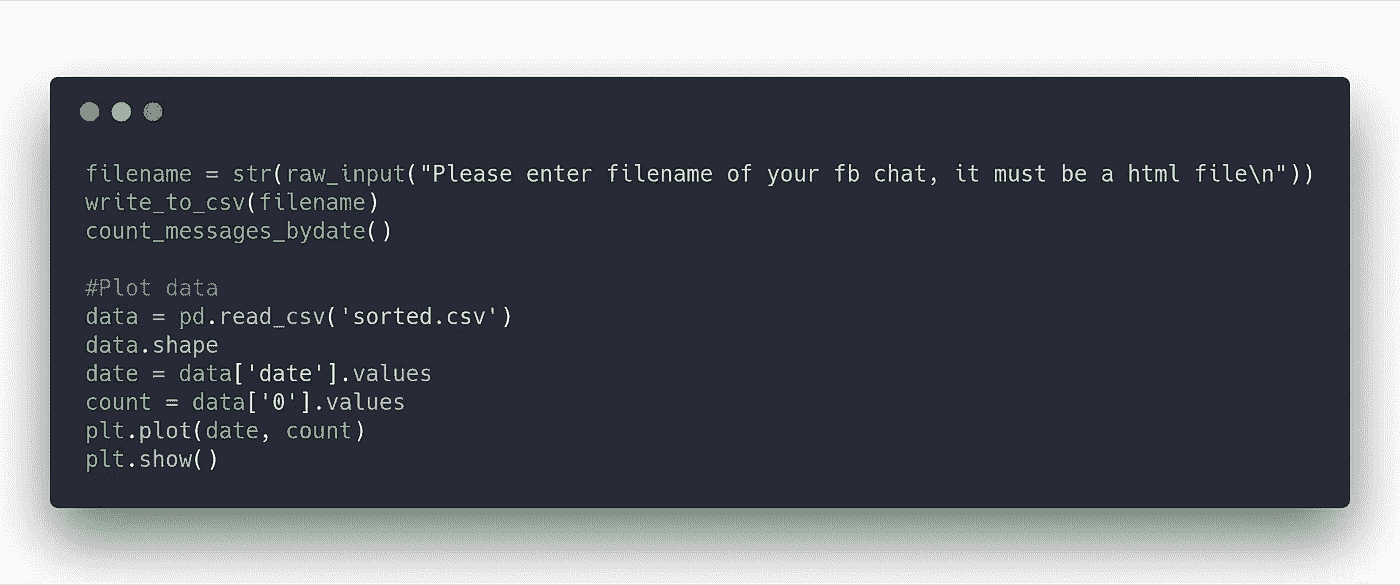 filename = str(raw_input("Please enter filename of your fb chat, it must be a html file\n"))
write_to_csv(filename)
count_messages_bydate()

#Plot data
data = pd.read_csv('sorted.csv')
data.shape
date = data['date'].values
count = data['0'].values
plt.plot(date, count)
plt.show()